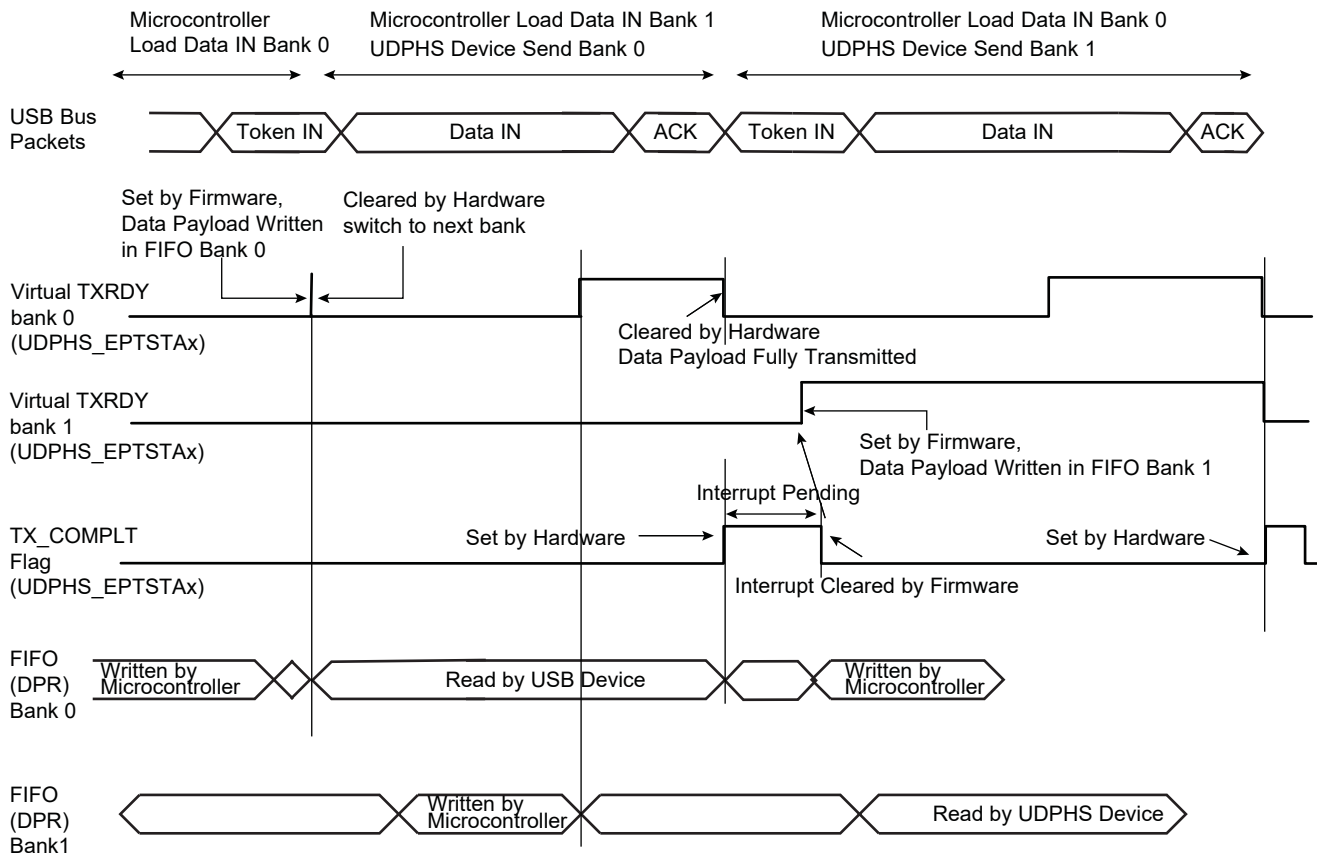 Microcontroller
Load Data IN Bank 0
Microcontroller Load Data IN Bank 1
UDPHS Device Send Bank 0
Microcontroller Load Data IN Bank 0
UDPHS Device Send Bank 1
USB Bus
Packets
Token IN
Data IN
ACK
Token IN
Data IN
ACK
Set by Firmware,
Data Payload Written
in FIFO Bank 0
Cleared by Hardware
switch to next bank
Virtual TXRDY
bank 0
(UDPHS_EPTSTAx)
Cleared by Hardware
Data Payload Fully Transmitted
Virtual TXRDY
bank 1
(UDPHS_EPTSTAx)
Set by Firmware,
Data Payload Written in FIFO Bank 1
Interrupt Pending
TX_COMPLT
Flag
(UDPHS_EPTSTAx)
Set by Hardware
Set by Hardware
Interrupt Cleared by Firmware
FIFO
(DPR)
Bank 0
Written by
Microcontroller
Read by USB Device
Written by
Microcontroller
FIFO
(DPR)
Bank1
Written by
Microcontroller
Read by UDPHS Device